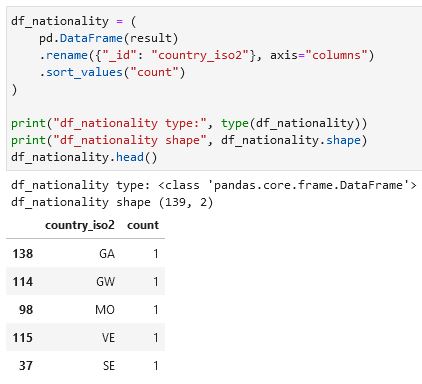 df_nationality = (
    pd.DataFrame(result)
    .rename({"_id": "country_iso2"}, axis="columns")
    .sort_values("count")
)
print("df_nationality type:", type(df_nationality))
print("df_nationality shape", df_nationality.shape)
df_nationality.head()
df_nationality type: <class 'pandas.core.frame.DataFrame'>
df_nationality shape (139, 2)
country_iso2 count
138 GA 1
114 GW 1
98 MO 1
115 VE 1
37 SE 1